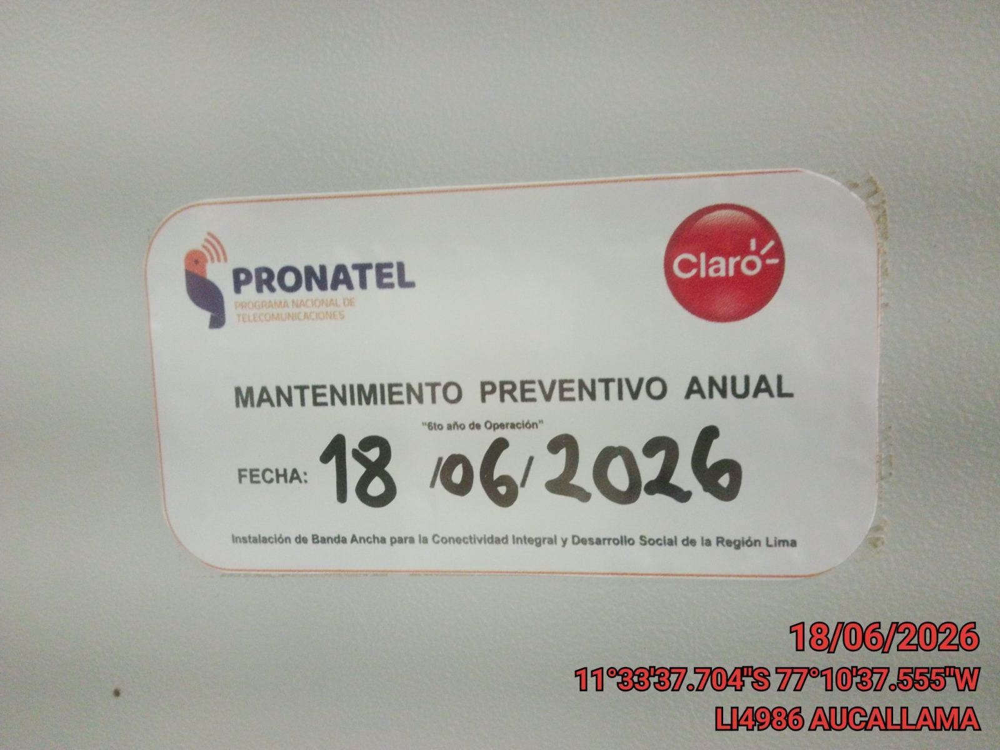 PRONATEL
PROGRAMA NACIONAL DE
TELECOMUNICACIONES
Claro
MANTENIMIENTO PREVENTIVO ANUAL
"6to año de Operación"
FECHA: 18/06/2026
Instalación de Banda Ancha para la Conectividad Integral y Desarrollo Social de la Región Lima
18/06/2026
11°33'37.704"S 77°10'37.555"W
LI4986 AUCALLAMA